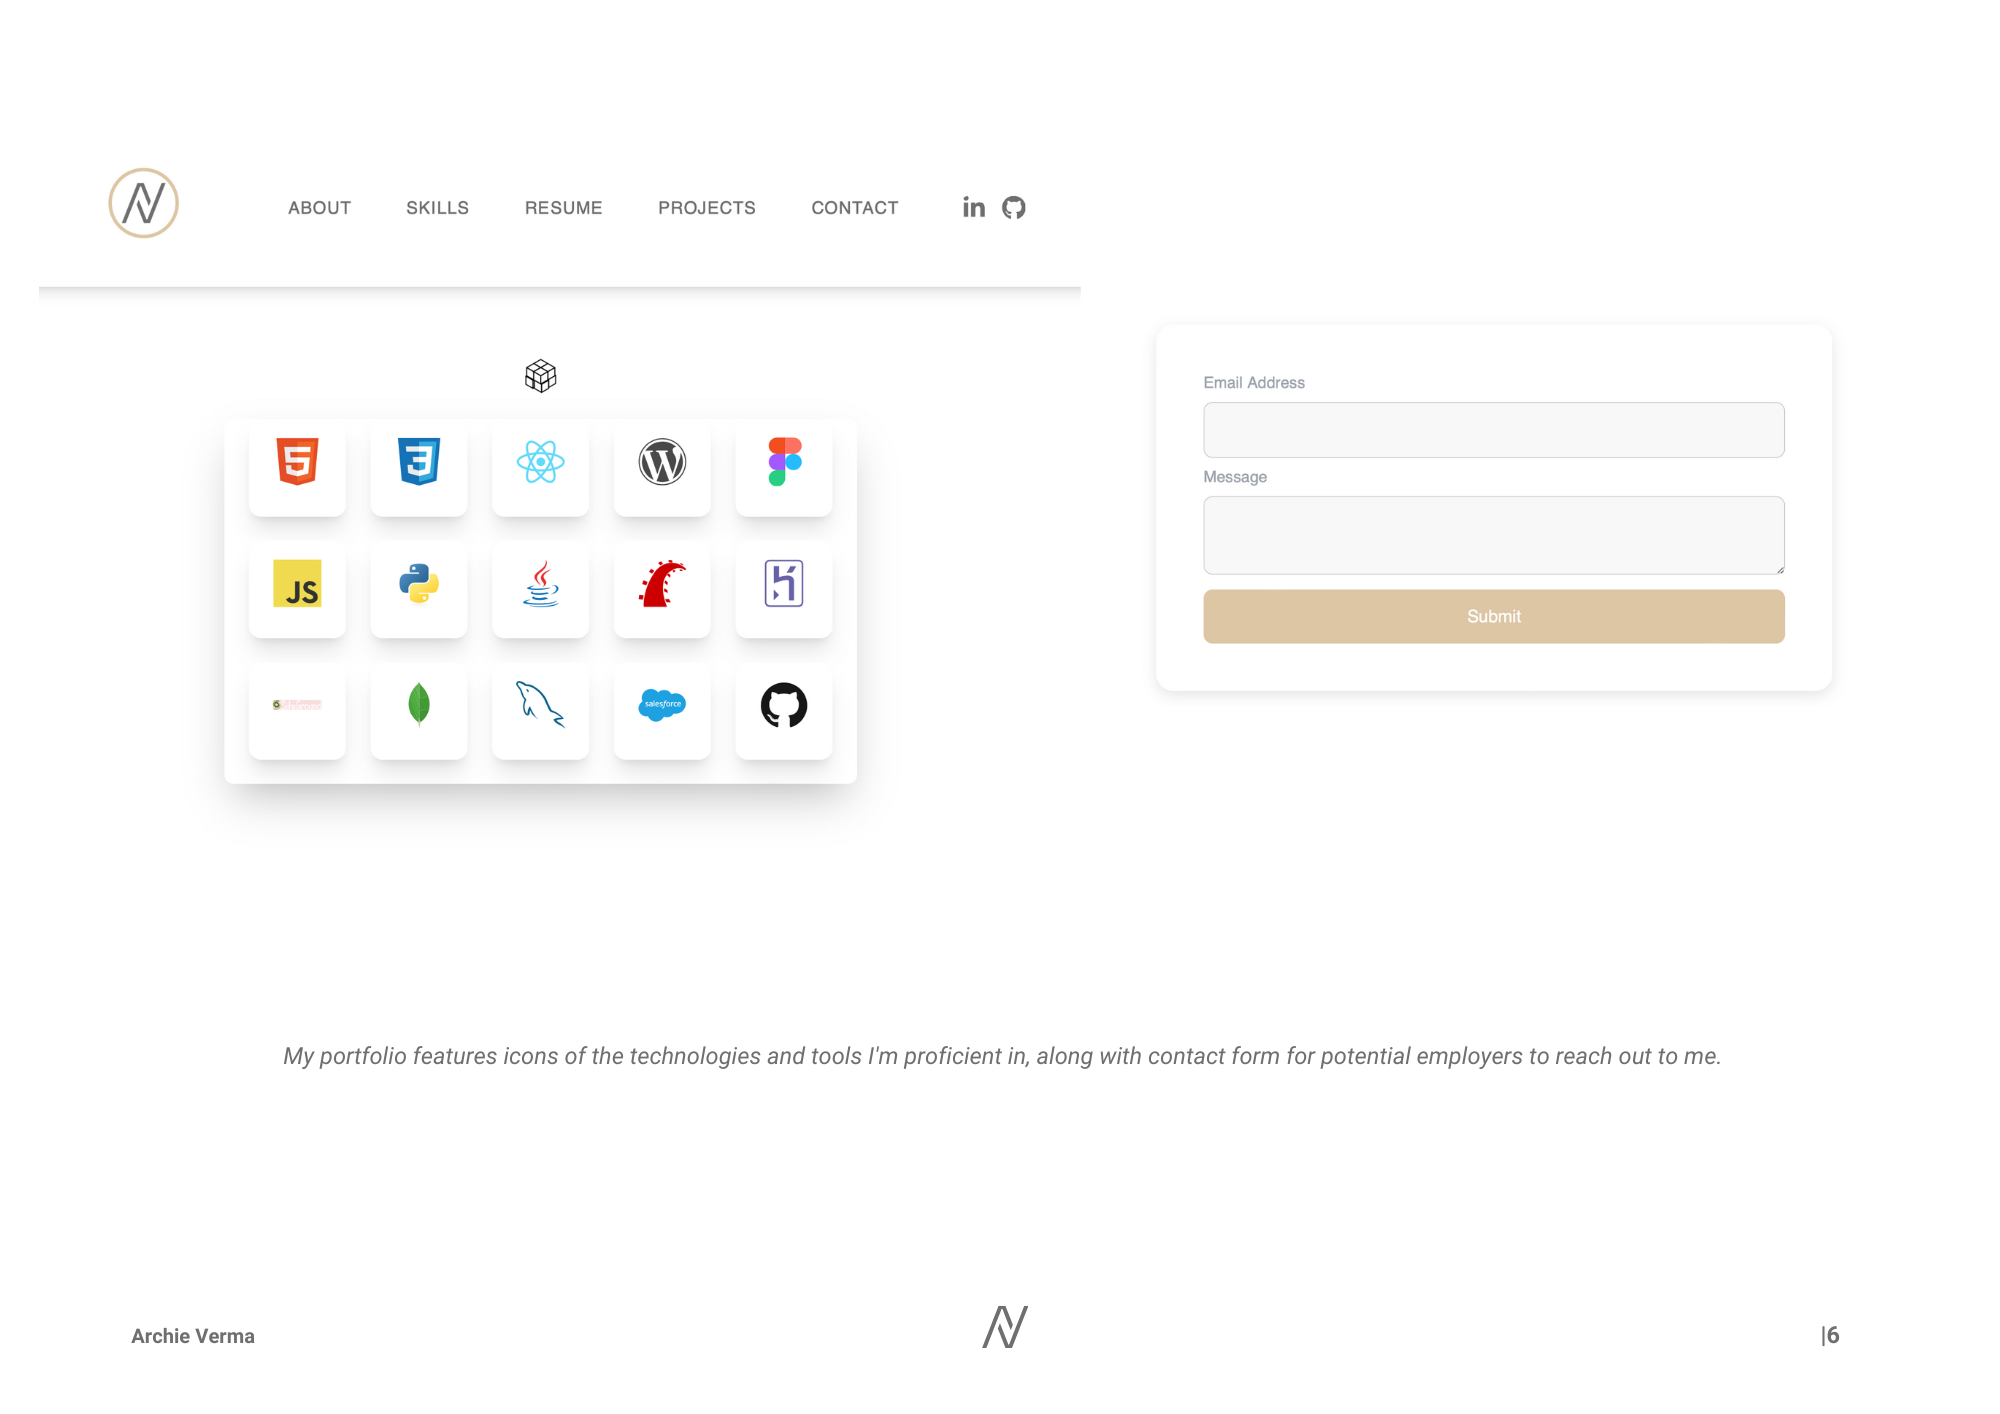 ABOUT SKILLS RESUME PROJECTS CONTACT in
Email Address
Message
JS
Submit
salesforce
My portfolio features icons of the technologies and tools I'm proficient in, along with contact form for potential employers to reach out to me.
Archie Verma |6